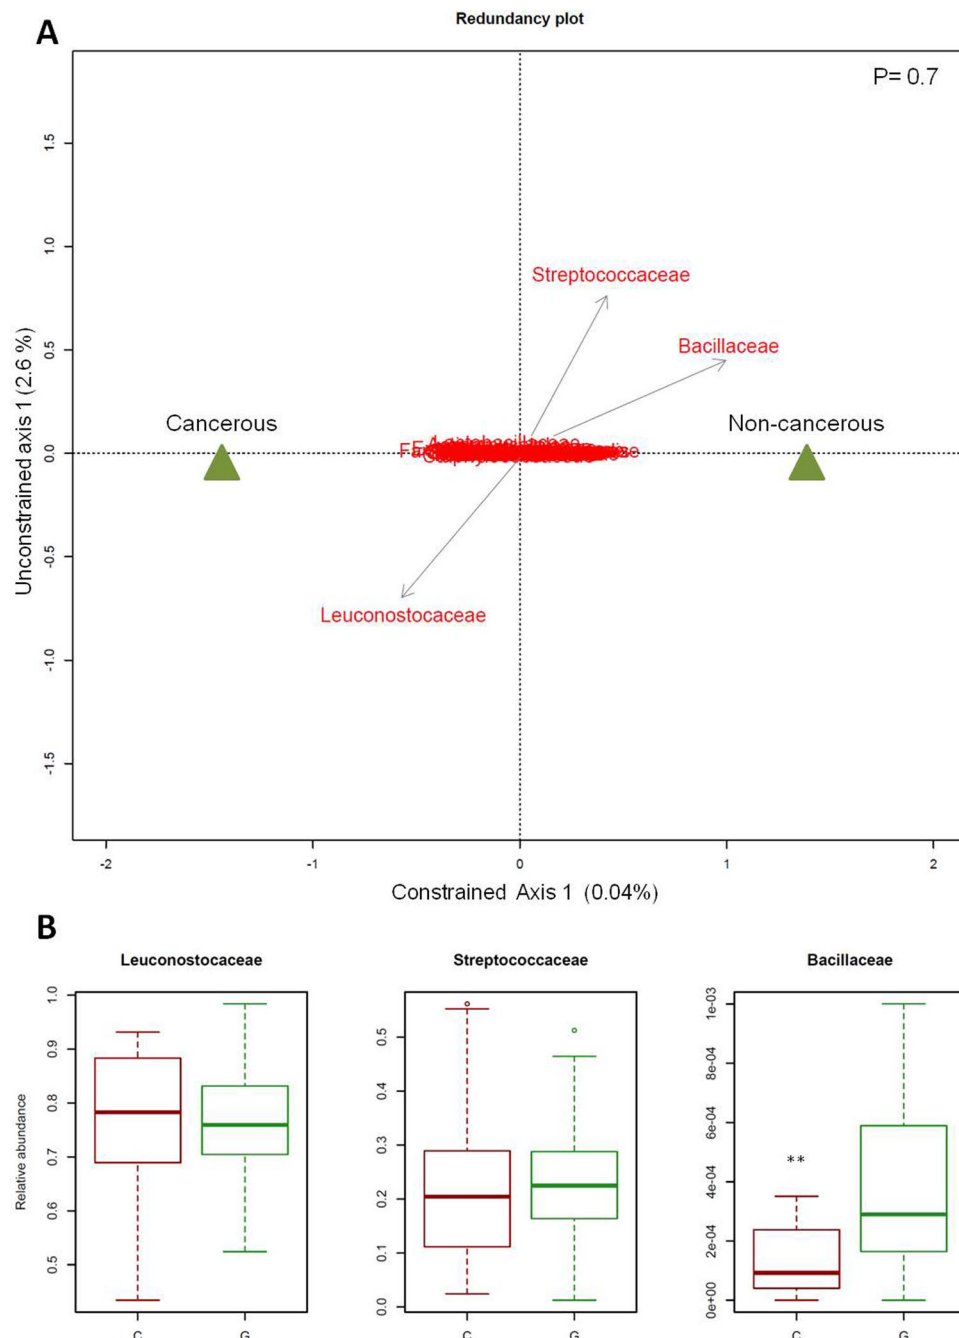 A
Redundancy plot
P= 0.7
1.5
1.0
0.5
0.0
-0.5
-1.0
-1.5
Unconstrained axis 1 (2.6 %)
Streptococcaceae
Bacillaceae
Cancerous
Non-cancerous
Leuconostocaceae
-2 -1 0 1 2
Constrained Axis 1 (0.04%)
B
Leuconostocaceae
Relative abundance
1.0
0.9
0.8
0.7
0.6
0.5
C G
Streptococcaceae
0.5
0.4
0.3
0.2
0.1
0.0
C G
Bacillaceae
1e-03
8e-04
6e-04
4e-04
2e-04
0e+00
**
C G